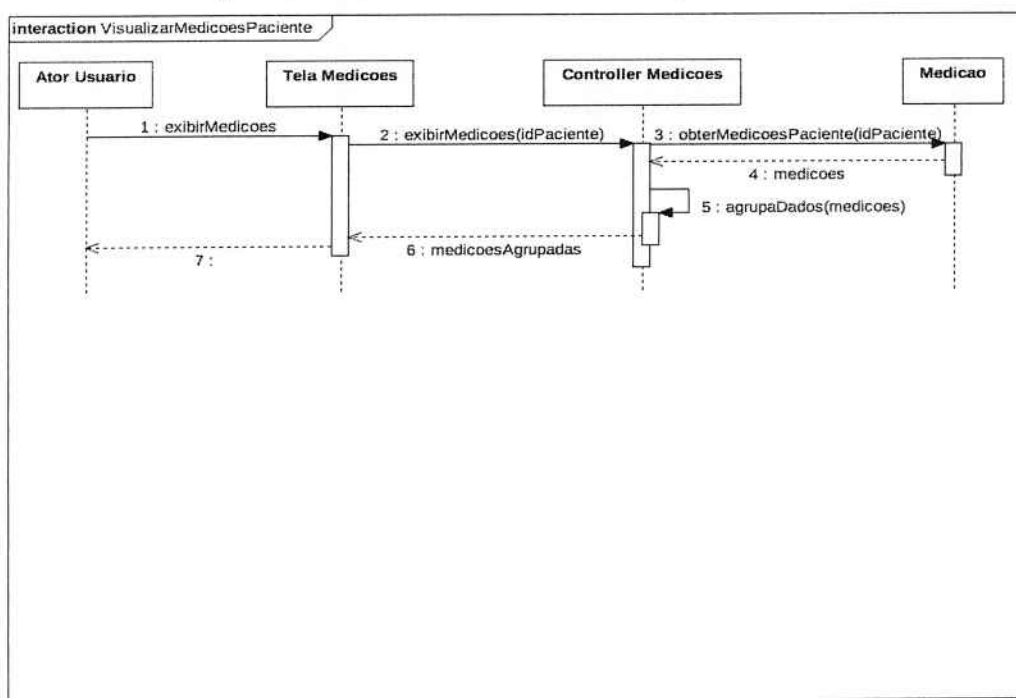 interaction VisualizarMedicoesPaciente
Ator Usuario
Tela Medicoes
Controller Medicoes
Medicao
1 : exibirMedicoes
2 : exibirMedicoes(idPaciente)
3 : obterMedicoesPaciente(idPaciente)
4 : medicoes
5 : agrupaDados(medicoes)
6 : medicoesAgrupadas
7 :